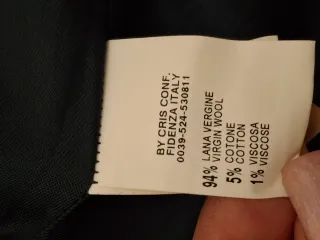 BY CRIS CONF.
FIDENZA ITALY
0039-524-530811
94% LANA VERGINE
VIRGIN WOOL
5% COTONE
COTTON
1% VISCOSA
VISCOSE